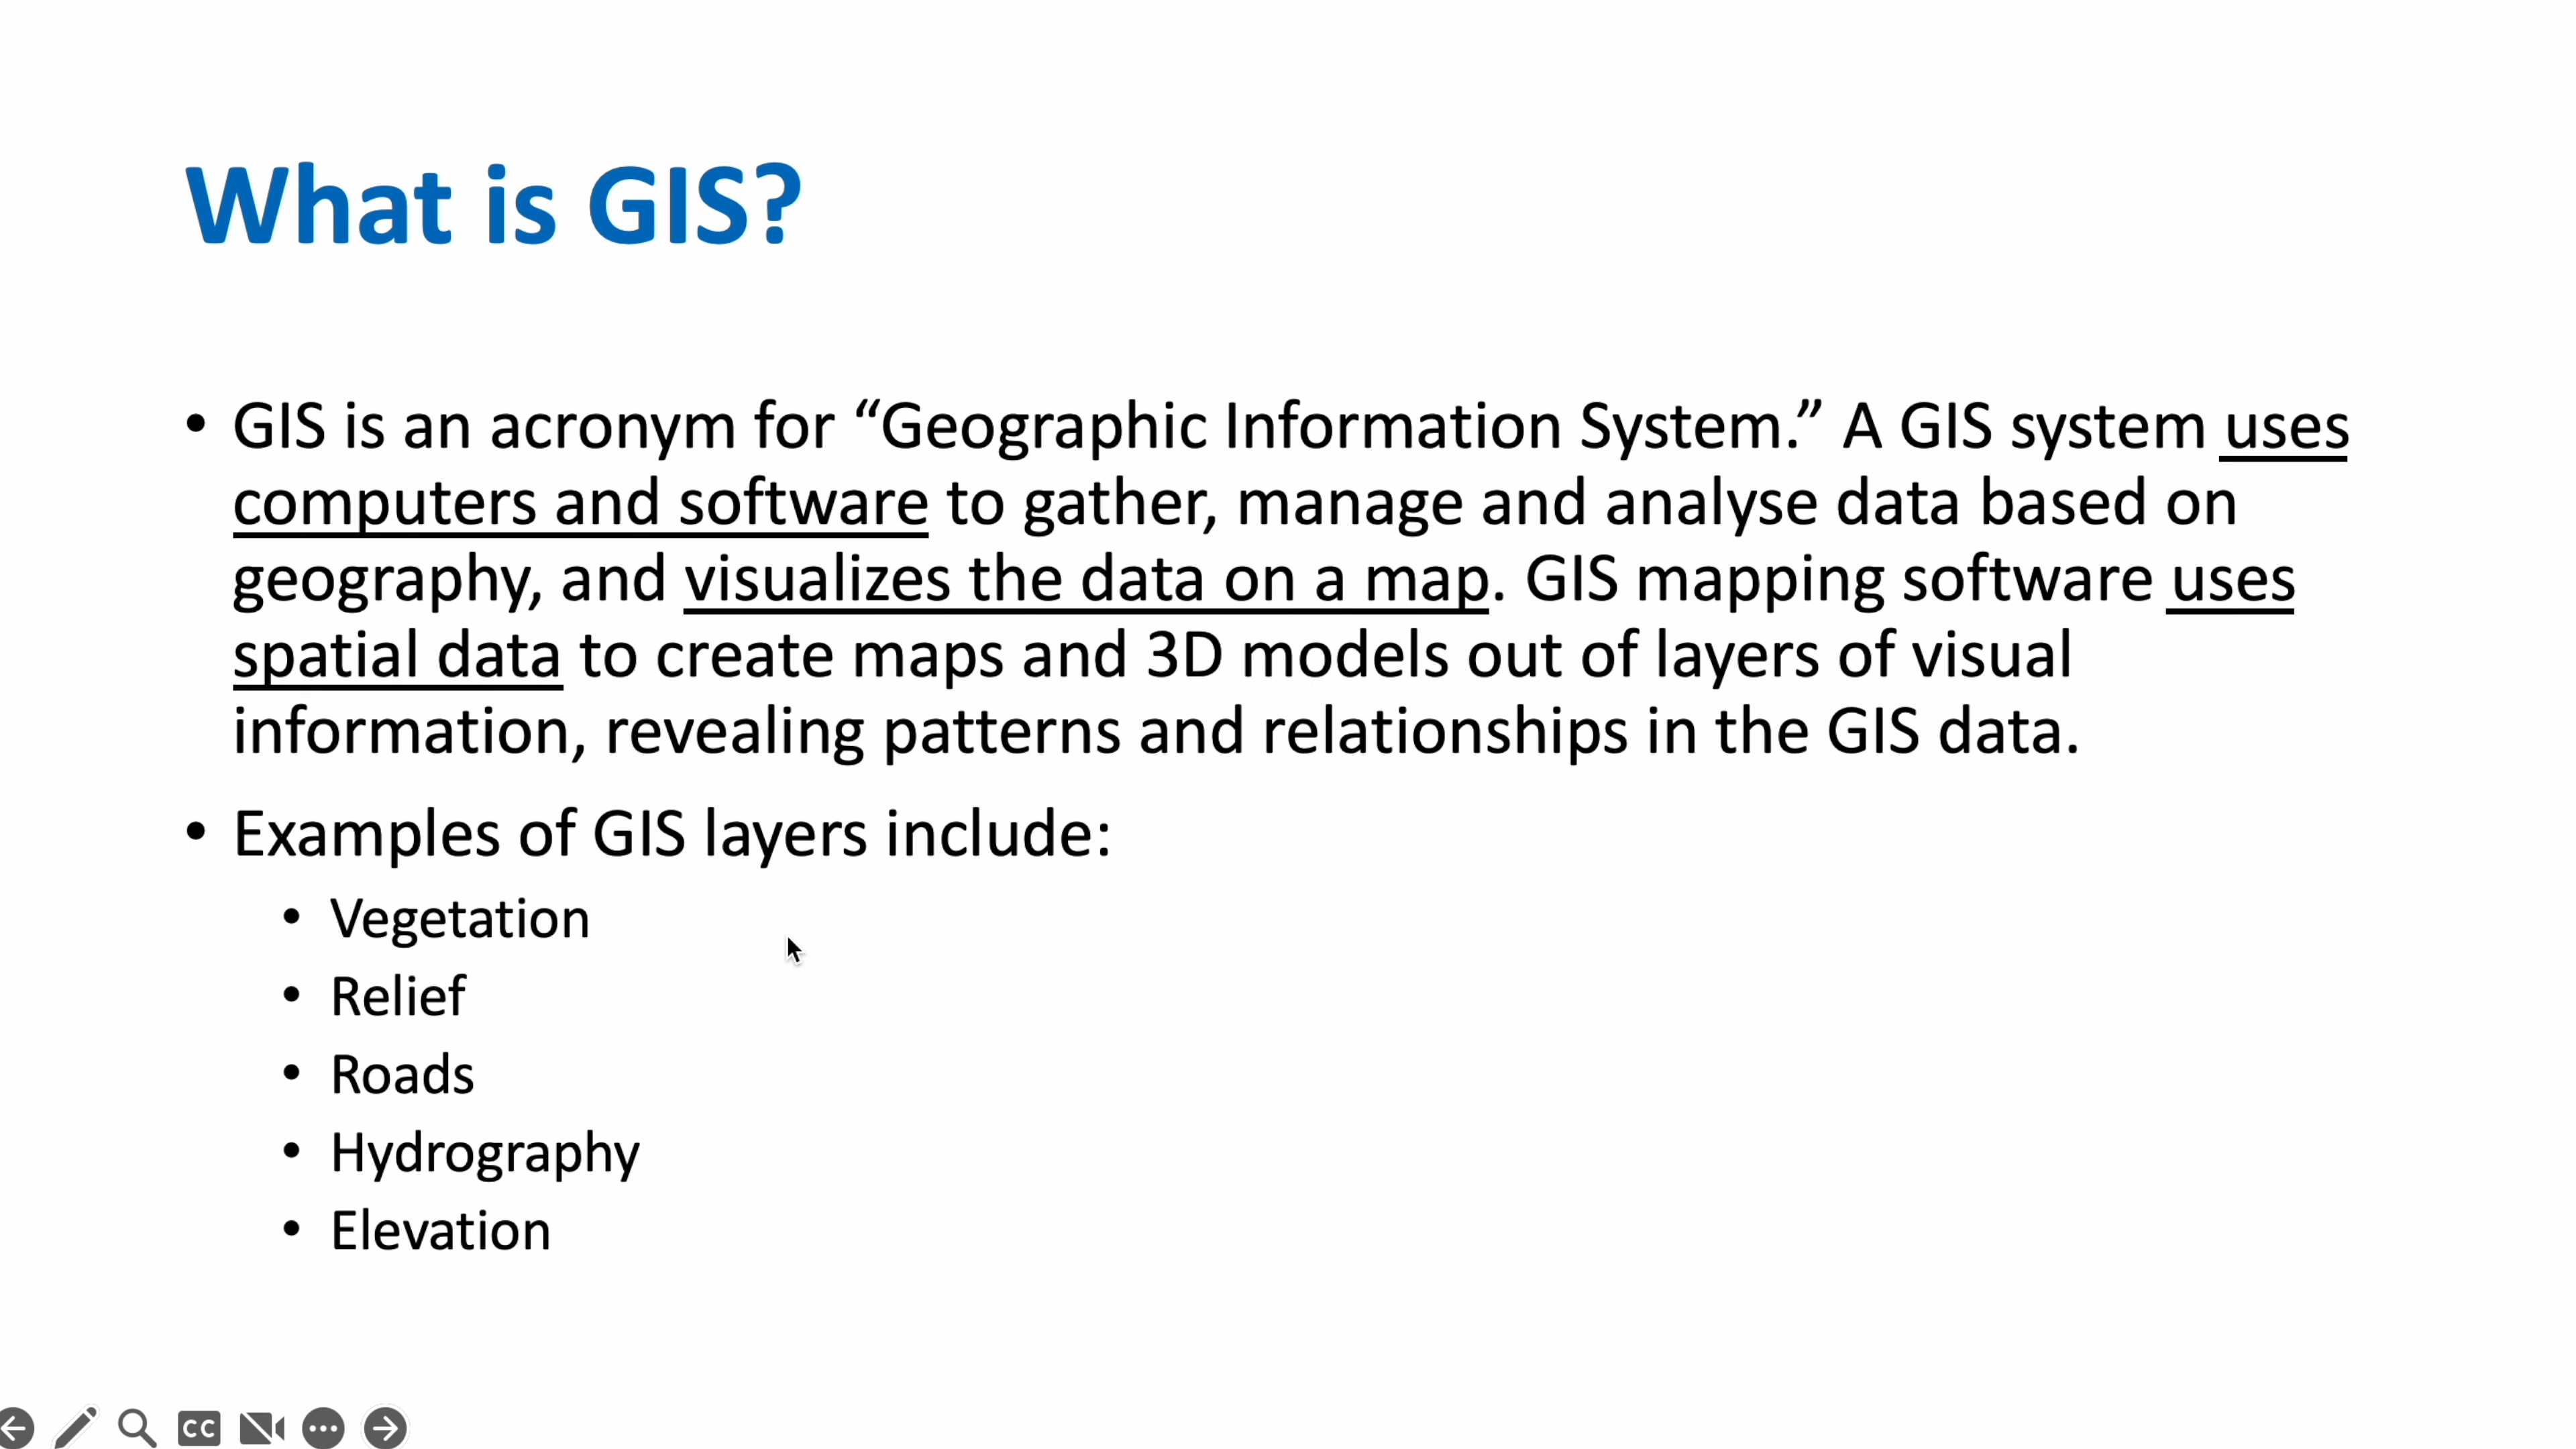 What is GIS?
• GIS is an acronym for “Geographic Information System.” A GIS system uses
computers and software to gather, manage and analyse data based on
geography, and visualizes the data on a map. GIS mapping software uses
spatial data to create maps and 3D models out of layers of visual
information, revealing patterns and relationships in the GIS data.
• Examples of GIS layers include:
• Vegetation
• Relief
• Roads
• Hydrography
• Elevation
CC